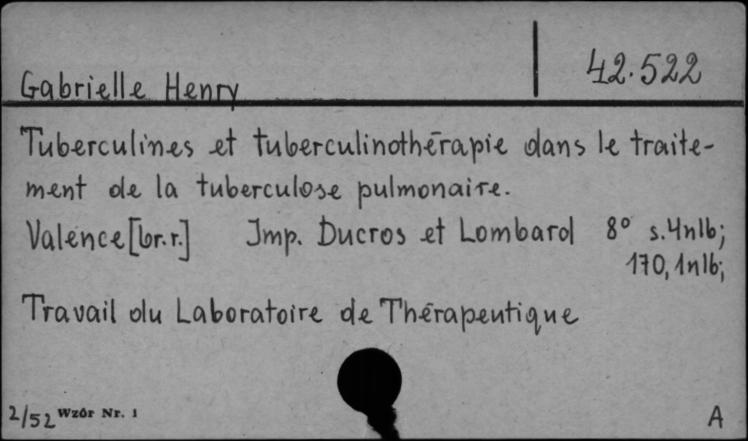 Gabrielle Henry
42.522
Tuberculines et tuberculinothérapie dans le traite-
ment de la tuberculose pulmonaire.
Valence [br.r.] Imp. Ducros et Lombard 8° s.4nlb;
170,1nlb;
Travail du Laboratoire de Thérapeutique
2/52 Wzór Nr. 1
A